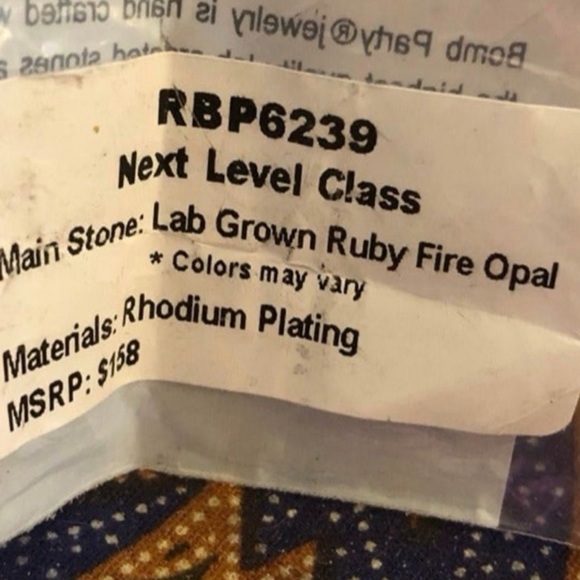 Bomb Party® jewelry is hand crafted w
RBP6239
Next Level Class
Main Stone: Lab Grown Ruby Fire Opal
* Colors may vary
Materials: Rhodium Plating
MSRP: $158